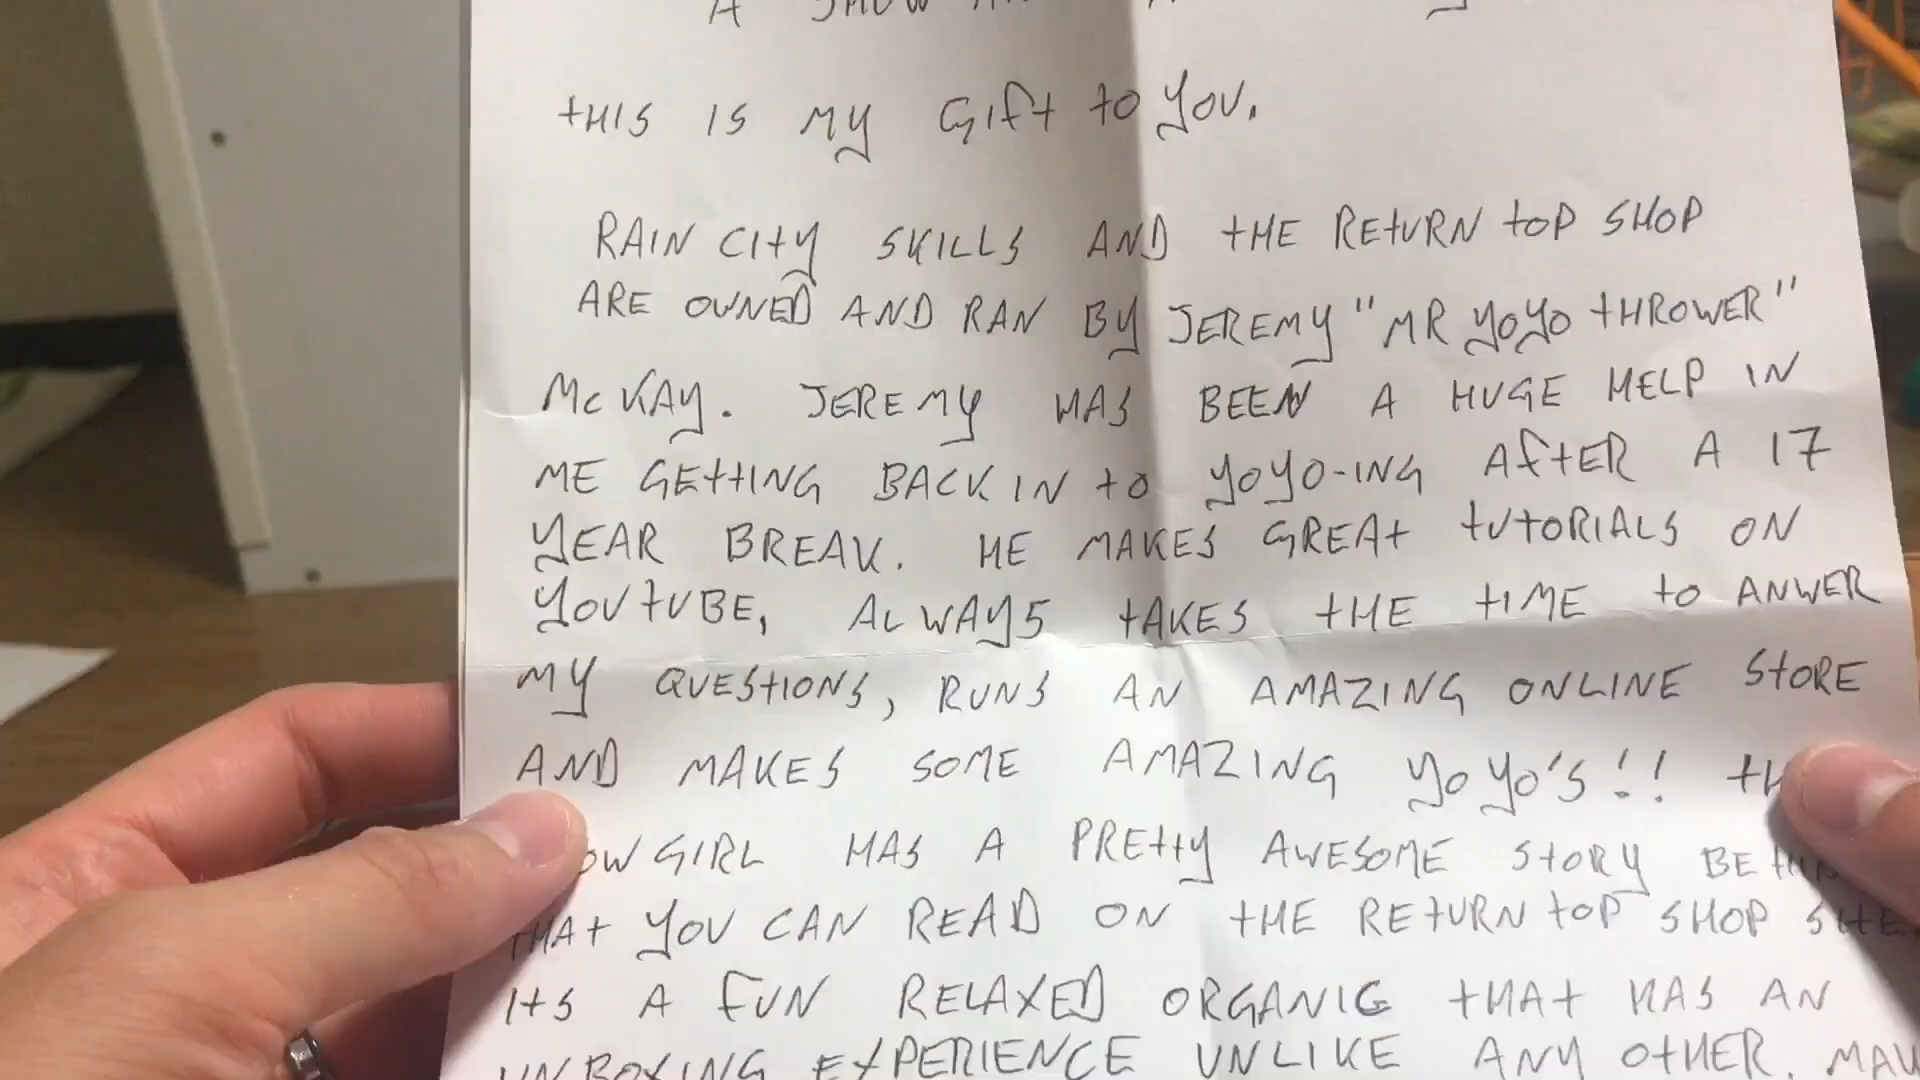 A SHOW
THIS IS MY GIFT TO YOU.
RAIN CITY SKILLS AND THE RETURN TOP SHOP
ARE OWNED AND RAN BY JEREMY "MR YOYO THROWER"
McKAY. JEREMY HAS BEEN A HUGE HELP IN
ME GETTING BACK IN TO YOYO-ING AFTER A 17
YEAR BREAK. HE MAKES GREAT TUTORIALS ON
YOUTUBE, ALWAYS TAKES THE TIME TO ANWER
MY QUESTIONS, RUNS AN AMAZING ONLINE STORE
AND MAKES SOME AMAZING YOYO'S!!
GIRL HAS A PRETTY AWESOME STORY
THAT YOU CAN READ ON THE RETURN TOP SHOP SITE
ITS A FUN RELAXED ORGANIC THAT HAS AN
UNBOXING EXPERIENCE UNLIKE ANY OTHER.